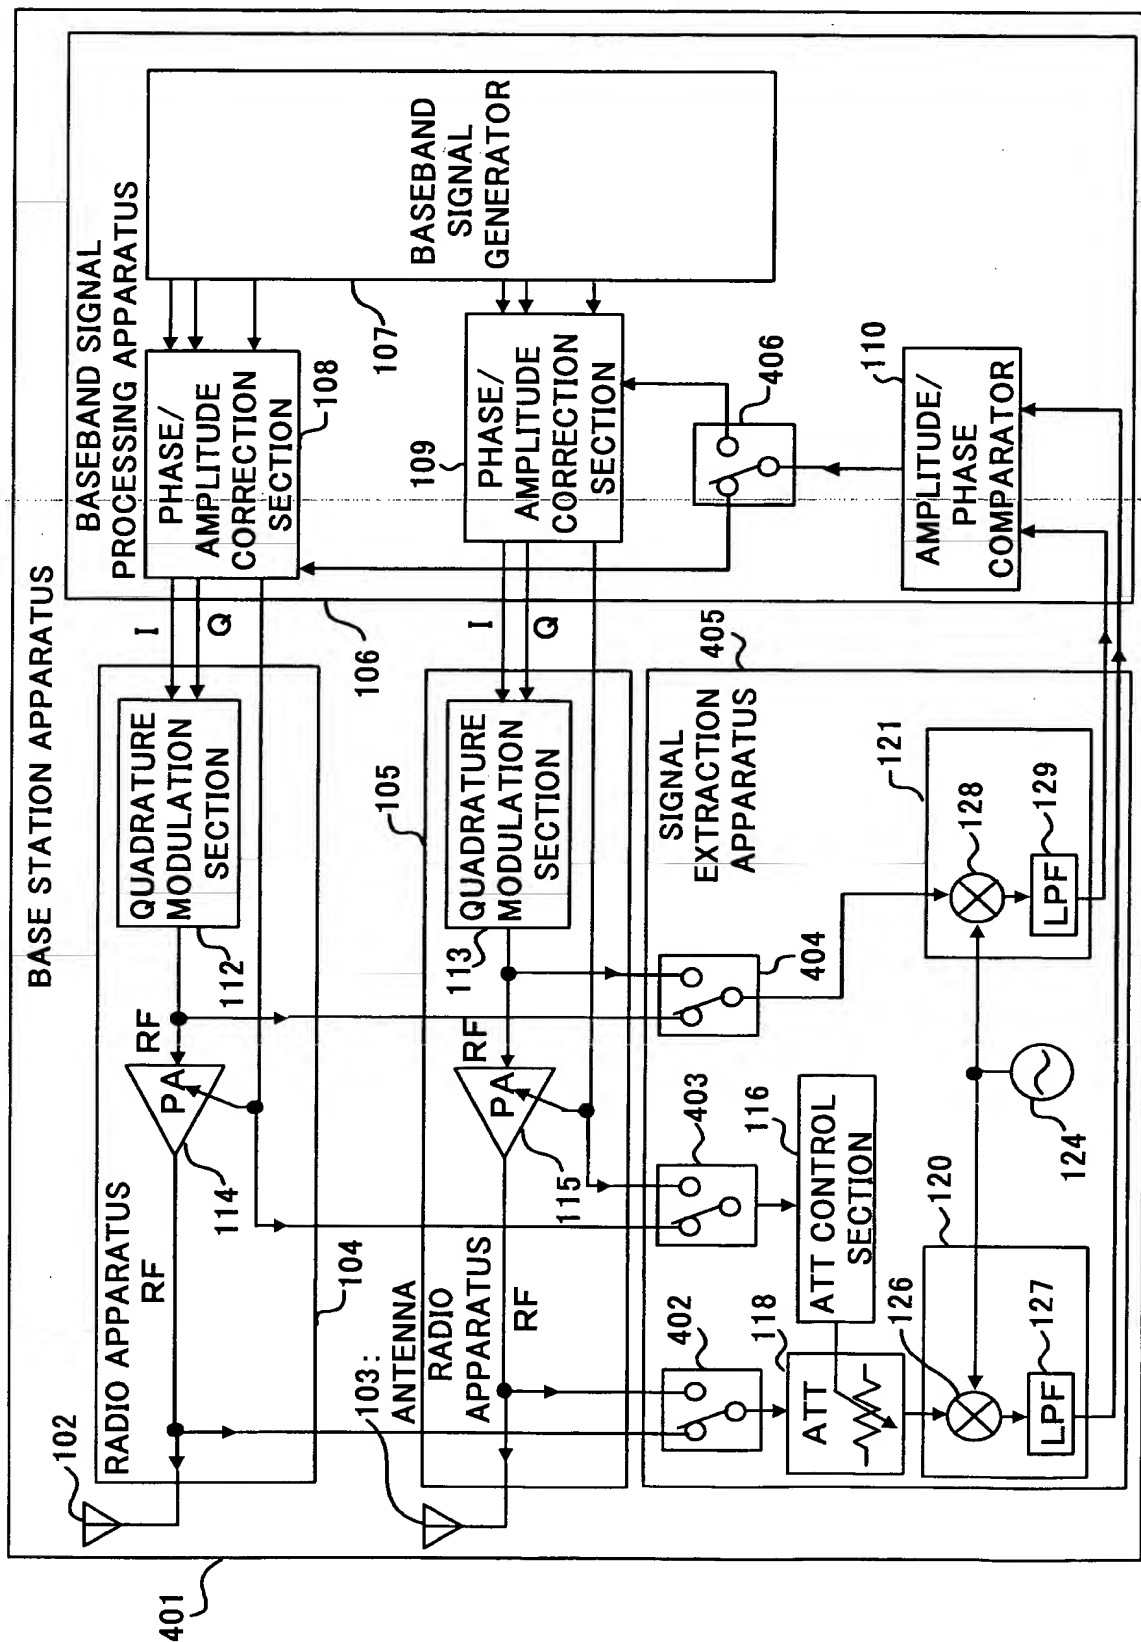 BASE STATION APPARATUS
401
102
RADIO APPARATUS
104
RF
114
PA
RF
QUADRATURE
MODULATION
SECTION
112
I
Q
106
BASEBAND SIGNAL
PROCESSING APPARATUS
PHASE/
AMPLITUDE
CORRECTION
SECTION
108
107
BASEBAND
SIGNAL
GENERATOR
103:
ANTENNA
RADIO
APPARATUS
RF
115
PA
RF
105
QUADRATURE
MODULATION
SECTION
113
I
Q
109
PHASE/
AMPLITUDE
CORRECTION
SECTION
406
402
403
404
SIGNAL
EXTRACTION
APPARATUS
405
118
ATT
116
ATT CONTROL
SECTION
110
AMPLITUDE/
PHASE
COMPARATOR
120
126
127
LPF
124
121
128
129
LPF